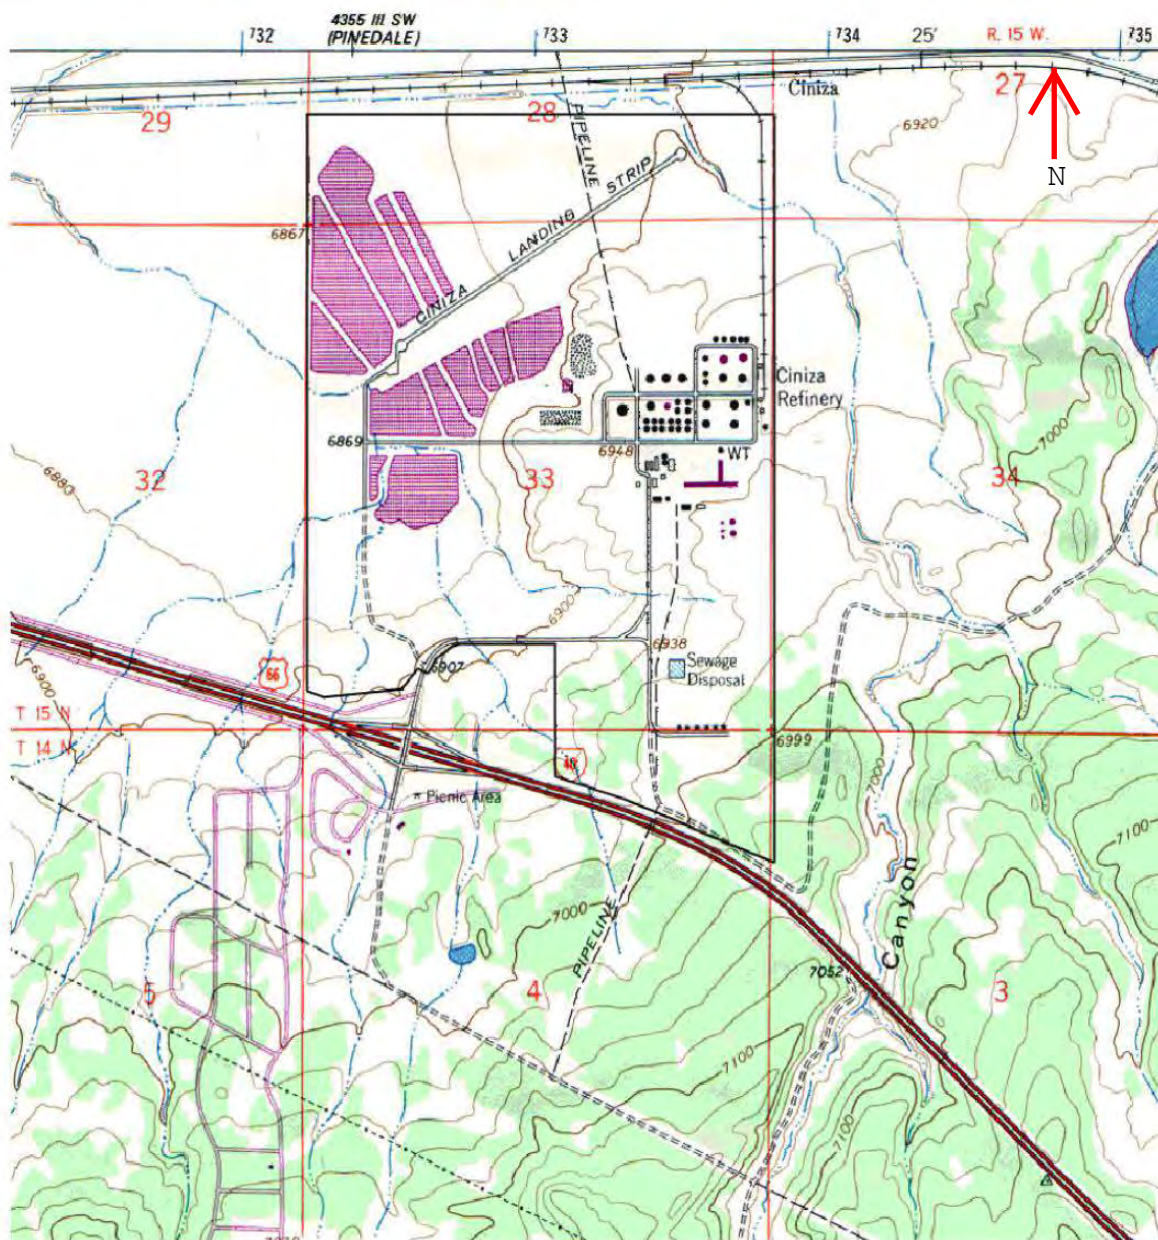 4355 III SW
(PINEDALE)
732
733
734
25'
R. 15 W.
735
29
28
27
Ciniza
6920
N
PIPELINE
STRIP
LANDING
CINIZA
6867
Ciniza
Refinery
7000
6869
6948
WT
6883
32
33
34
6900
6938
6907
Sewage
Disposal
66
6900
T 15 N
T 14 N
6999
40
7000
Picnic Area
7100
7000
PIPELINE
Canyon
7052
5
4
3
7100
7100